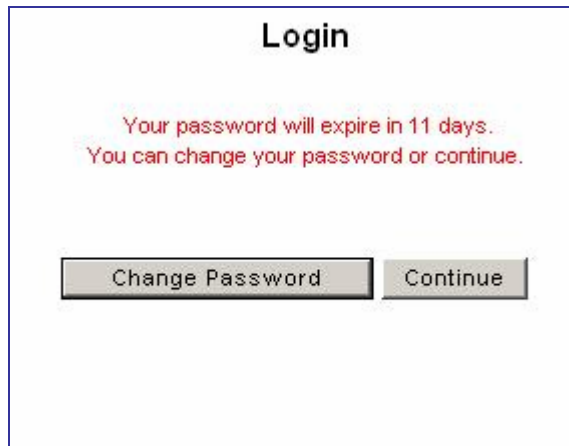 Login
Your password will expire in 11 days.
You can change your password or continue.
Change Password Continue